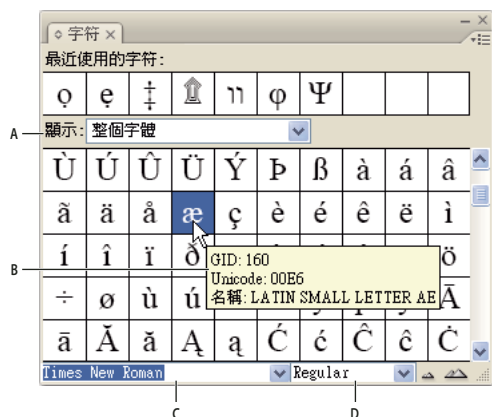 字符 ×
最近使用的字符:
ọ ẹ ‡ ۩ װ φ Ψ
A 顯示: 整個字體
Ù Ú Û Ü Ý Þ ß à á â
ã ä å æ ç è é ê ë ì
í î ï ð ö
B GID: 160
Unicode: 00E6
名稱: LATIN SMALL LETTER AE
÷ ø ù ú Ā
ā Ă ă Ą ą Ć ć Ĉ ĉ Ċ
Times New Roman Regular
C D